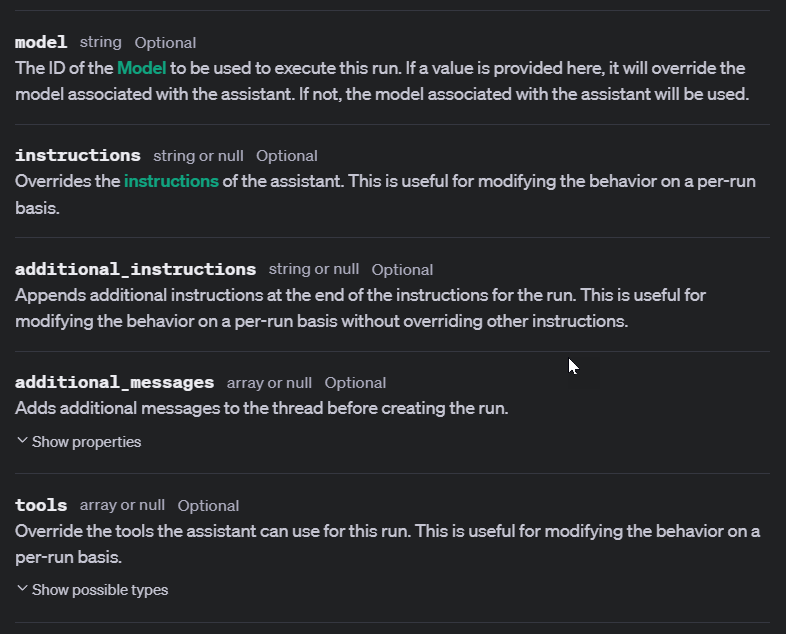 model string Optional
The ID of the Model to be used to execute this run. If a value is provided here, it will override the
model associated with the assistant. If not, the model associated with the assistant will be used.
instructions string or null Optional
Overrides the instructions of the assistant. This is useful for modifying the behavior on a per-run
basis.
additional_instructions string or null Optional
Appends additional instructions at the end of the instructions for the run. This is useful for
modifying the behavior on a per-run basis without overriding other instructions.
additional_messages array or null Optional
Adds additional messages to the thread before creating the run.
Show properties
tools array or null Optional
Override the tools the assistant can use for this run. This is useful for modifying the behavior on a
per-run basis.
Show possible types